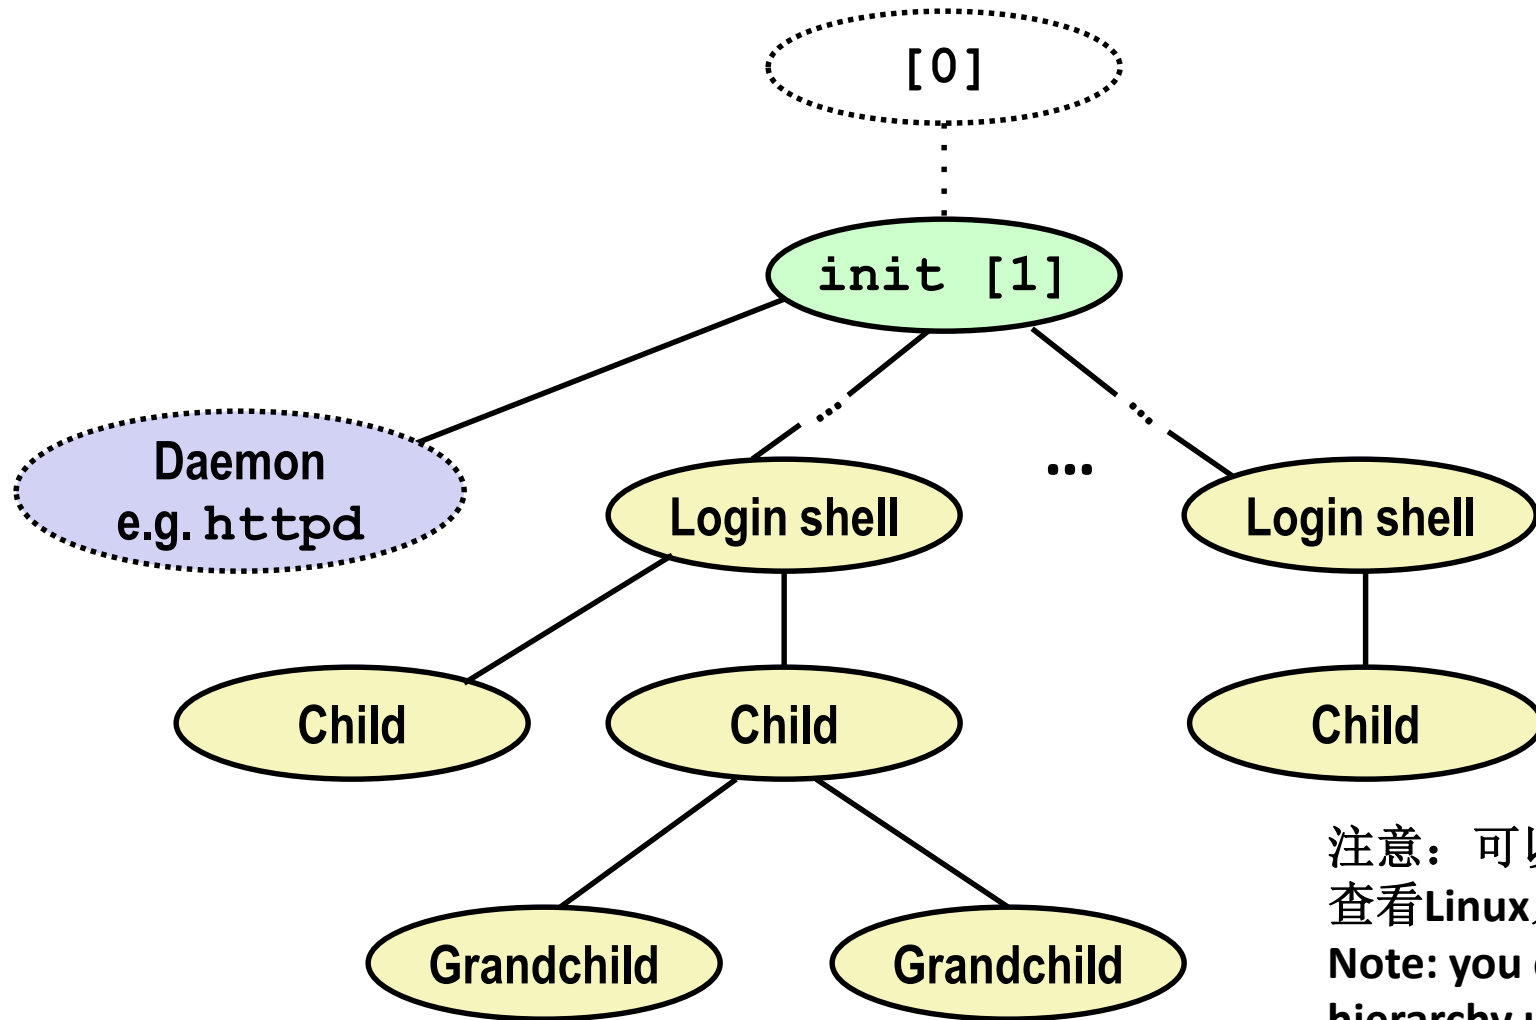 [0]
init [1]
Daemon
e.g. httpd
...
Login shell
...
Login shell
Child
Child
Child
注意：可
查看Linux
Note: you
hierarchy
Grandchild
Grandchild